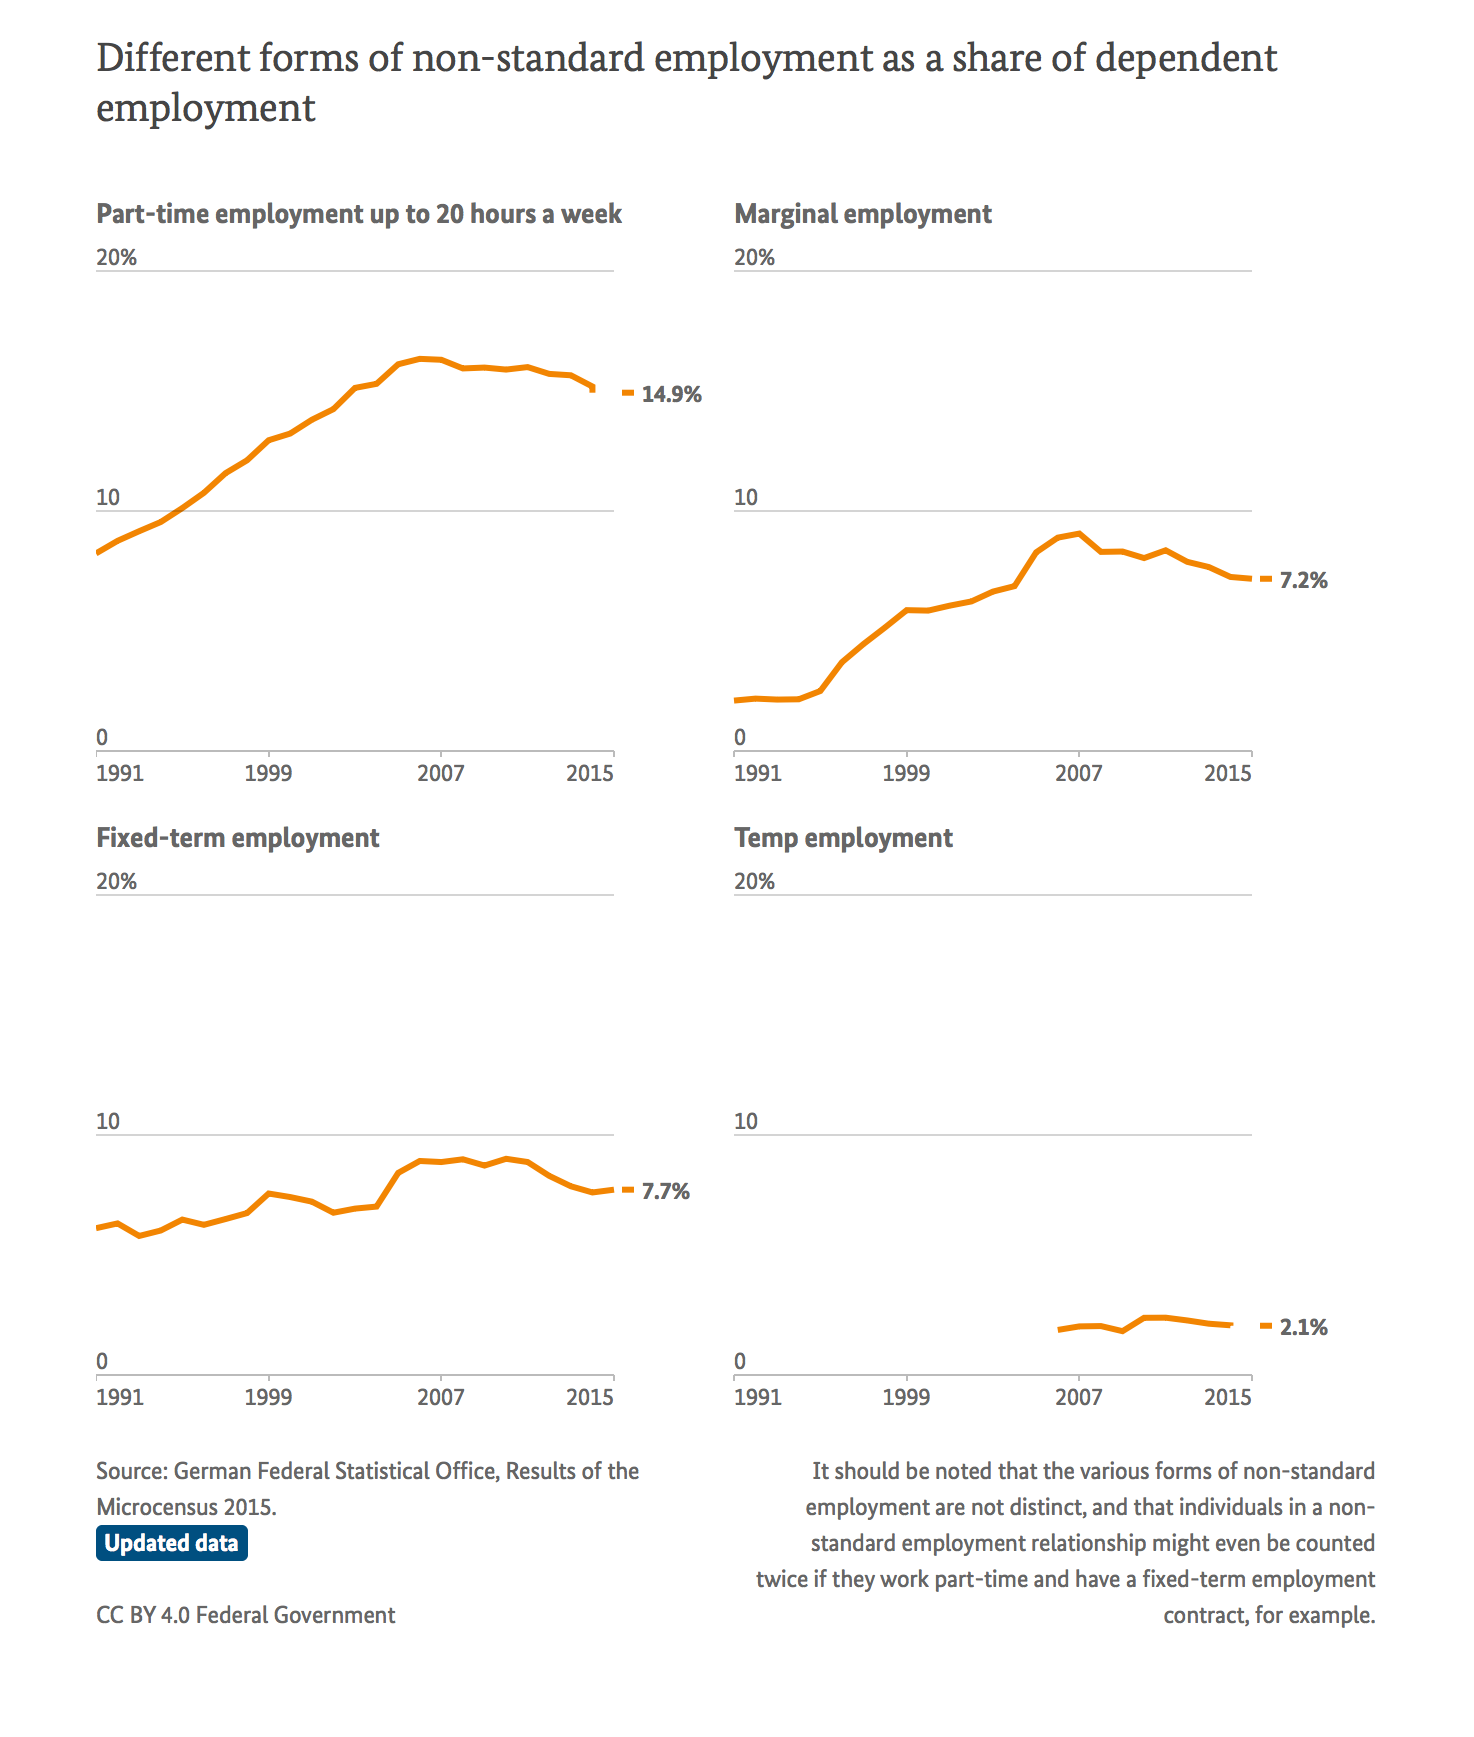 Different forms of non-standard employment as a share of dependent
employment
Part-time employment up to 20 hours a week
20%
14.9%
10
0
1991 1999 2007 2015
Marginal employment
20%
10
7.2%
0
1991 1999 2007 2015
Fixed-term employment
20%
10
7.7%
0
1991 1999 2007 2015
Temp employment
20%
10
2.1%
0
1991 1999 2007 2015
Source: German Federal Statistical Office, Results of the
Microcensus 2015.
Updated data
CC BY 4.0 Federal Government
It should be noted that the various forms of non-standard
employment are not distinct, and that individuals in a non-
standard employment relationship might even be counted
twice if they work part-time and have a fixed-term employment
contract, for example.